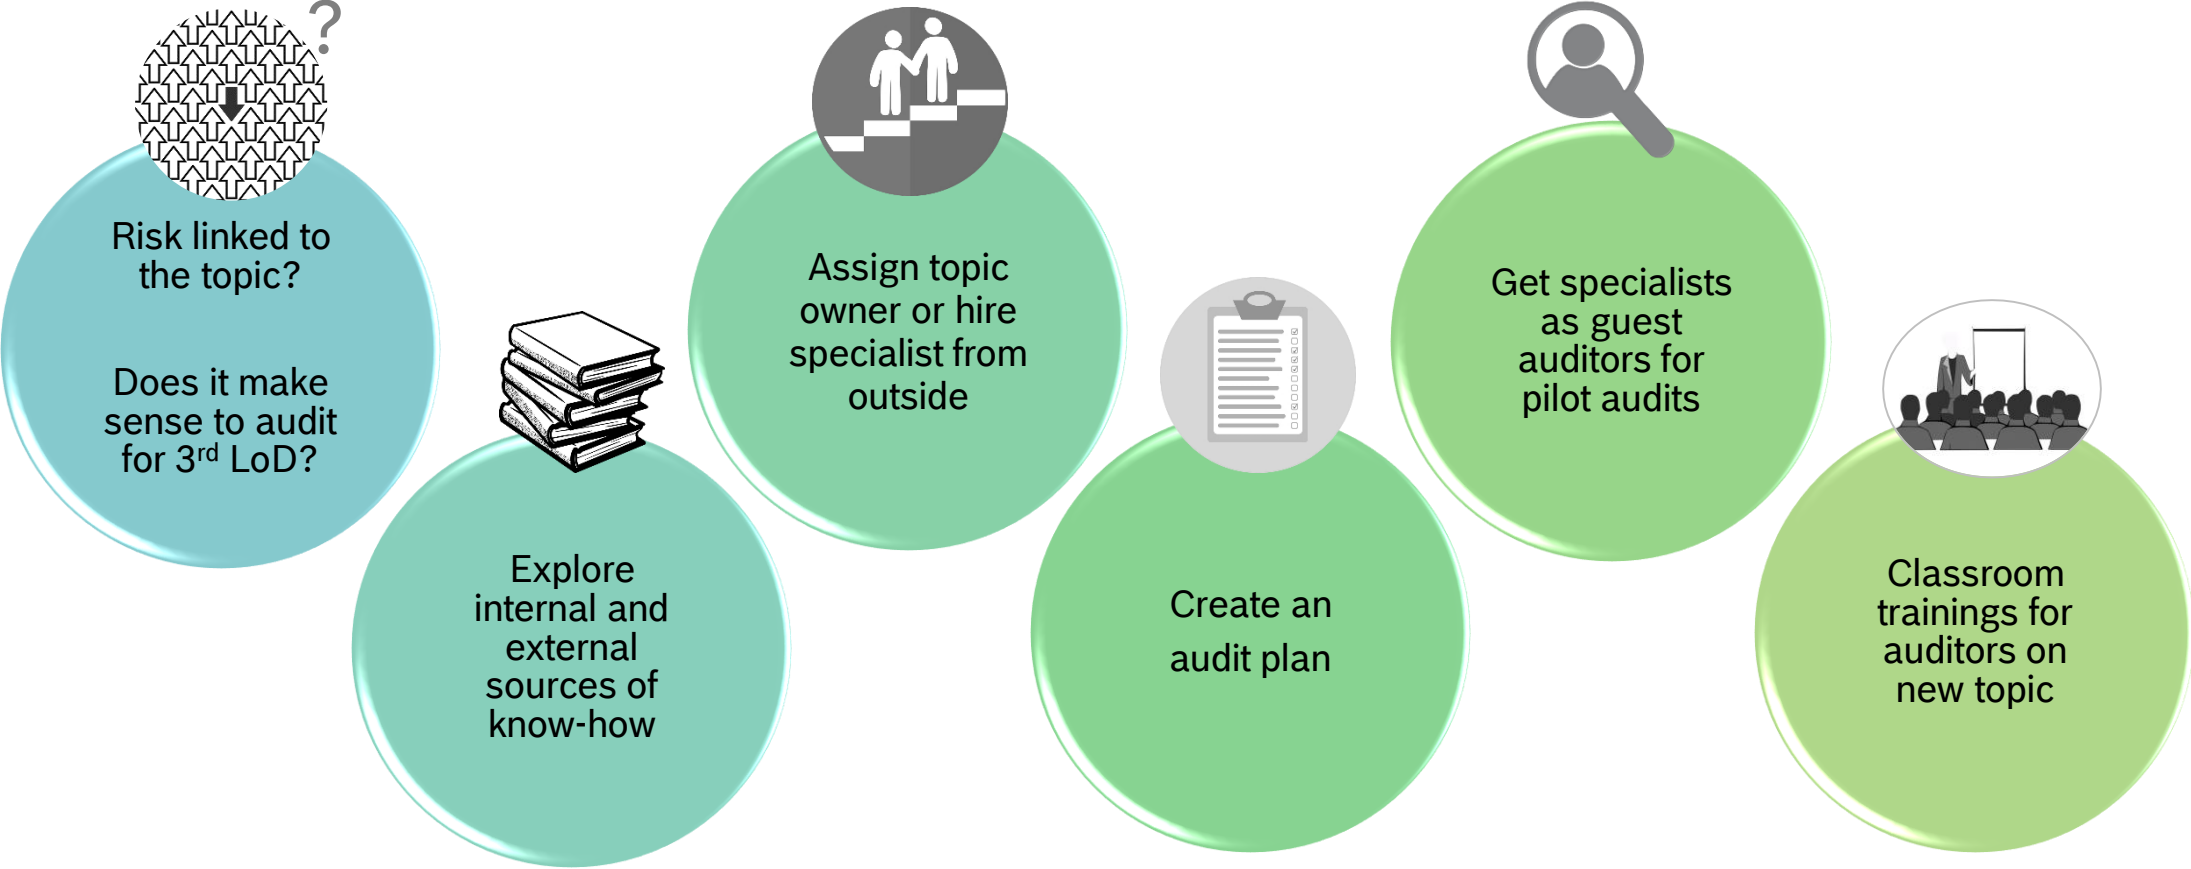 ?
Risk linked to
the topic?
Does it make
sense to audit
for 3rd LoD?
Explore
internal and
external
sources of
know-how
Assign topic
owner or hire
specialist from
outside
Create an
audit plan
Get specialists
as guest
auditors for
pilot audits
Classroom
trainings for
auditors on
new topic